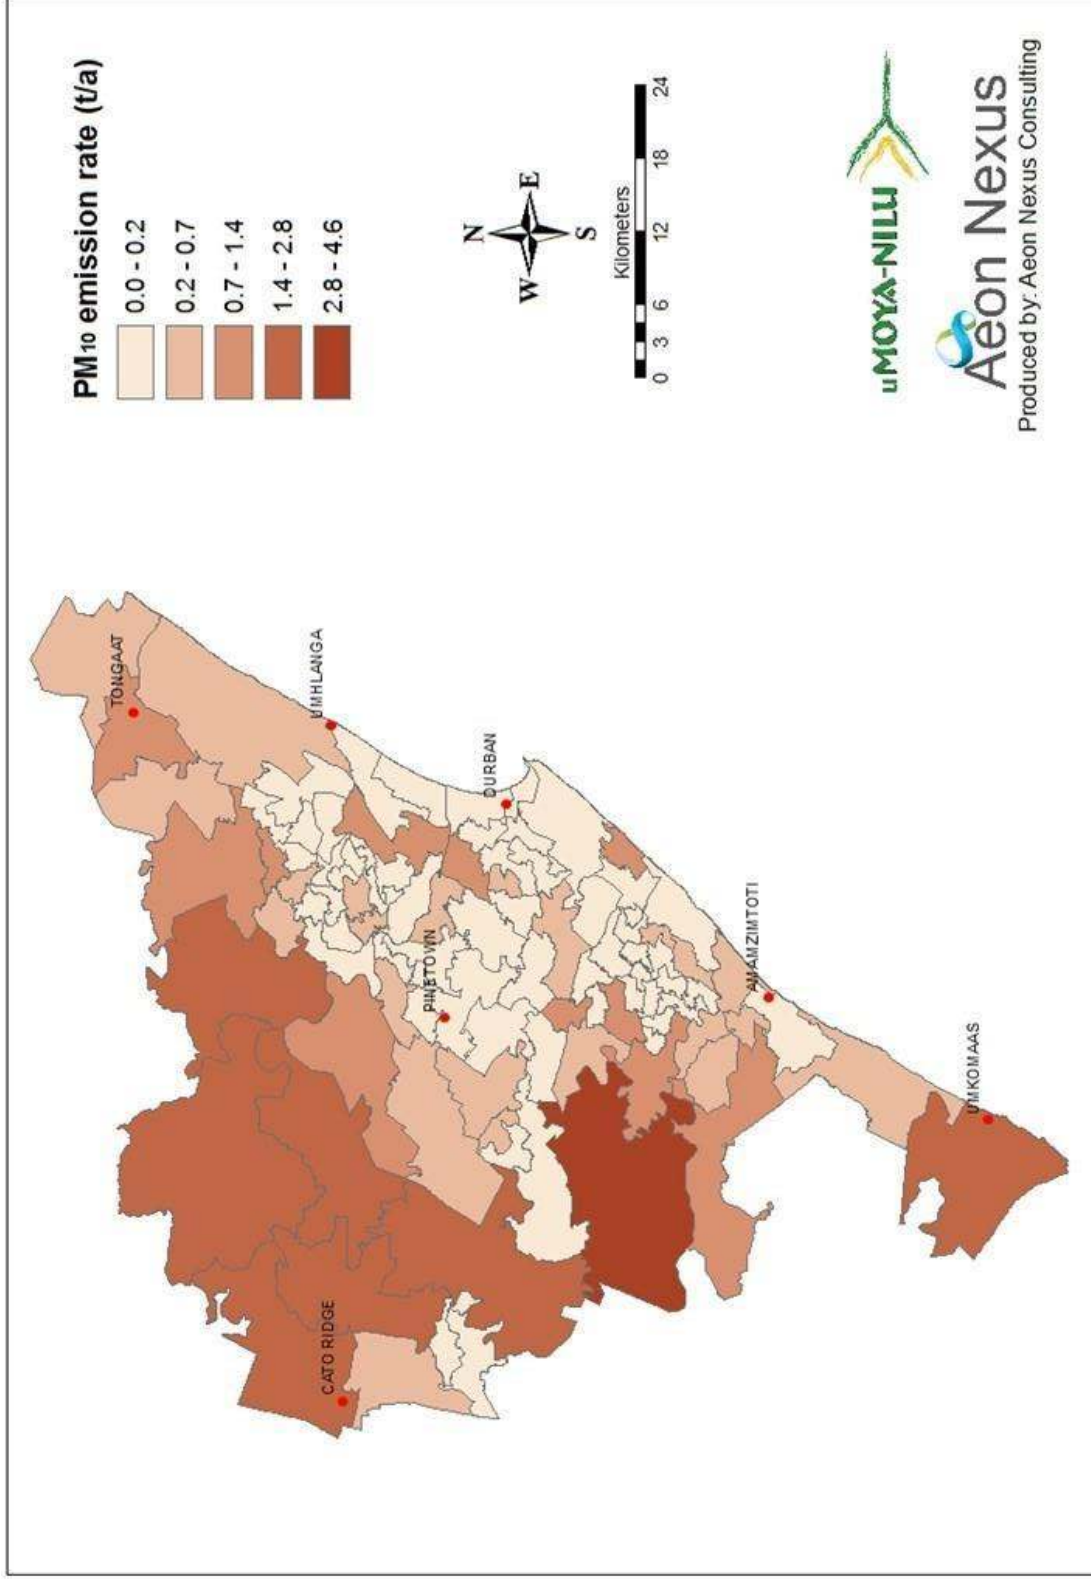 PM10 emission rate (t/a)
0.0 - 0.2
0.2 - 0.7
0.7 - 1.4
1.4 - 2.8
2.8 - 4.6
N
W E
S
Kilometers
0 3 6 12 18 24
uMOYA-NILU
Aeon Nexus
Produced by: Aeon Nexus Consulting
TONGAAT
UMHLANGA
DURBAN
PINETOWN
CATO RIDGE
AMAMZIMTOTI
UMKOMAAS